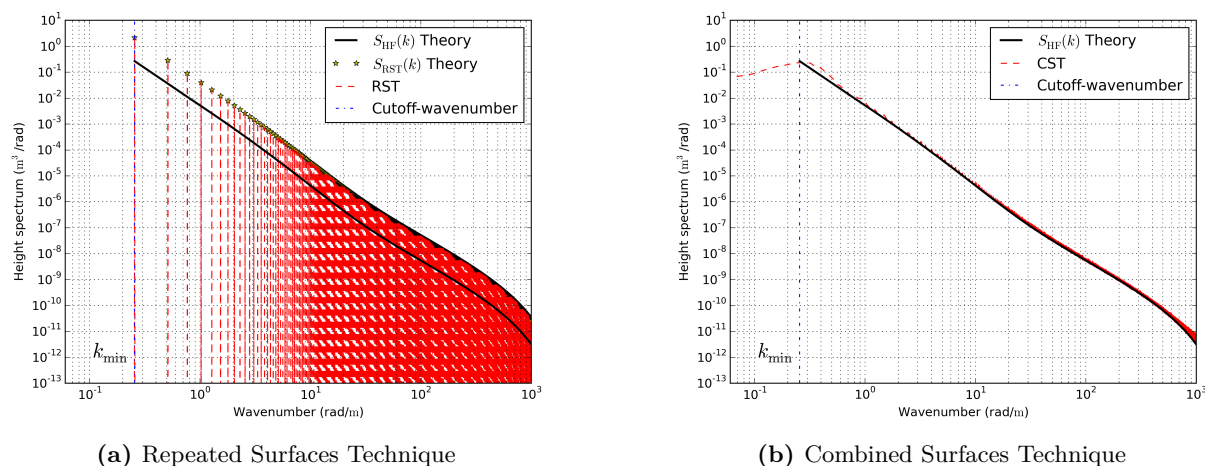 10^1
10^0
10^-1
10^-2
10^-3
10^-4
10^-5
10^-6
10^-7
10^-8
10^-9
10^-10
10^-11
10^-12
10^-13
Height spectrum (m^3 /rad)
S_HF(k) Theory
S_RST(k) Theory
RST
Cutoff-wavenumber
k_min
10^-1 10^0 10^1 10^2 10^3
Wavenumber (rad/m)
(a) Repeated Surfaces Technique
10^1
10^0
10^-1
10^-2
10^-3
10^-4
10^-5
10^-6
10^-7
10^-8
10^-9
10^-10
10^-11
10^-12
10^-13
Height spectrum (m^3 /rad)
S_HF(k) Theory
CST
Cutoff-wavenumber
k_min
10^-1 10^0 10^1 10^2 10^3
Wavenumber (rad/m)
(b) Combined Surfaces Technique